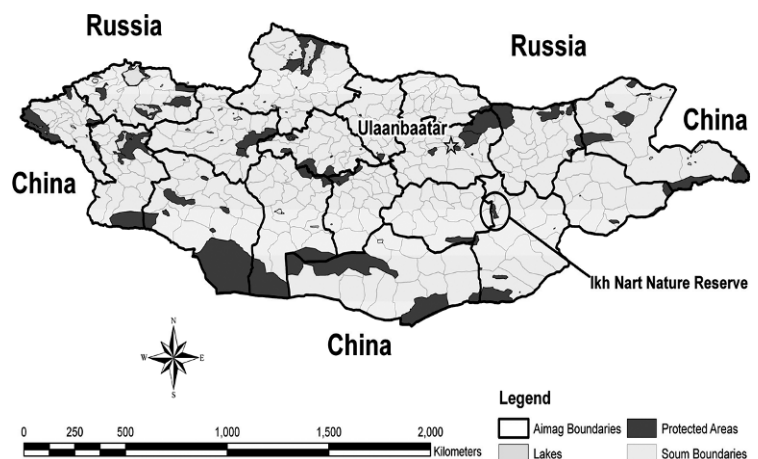 Russia
Russia
Ulaanbaatar
China
China
Ikh Nart Nature Reserve
China
N
W E
S
Legend
Aimag Boundaries
Protected Areas
Lakes
Soum Boundaries
0 250 500 1,000 1,500 2,000
Kilometers